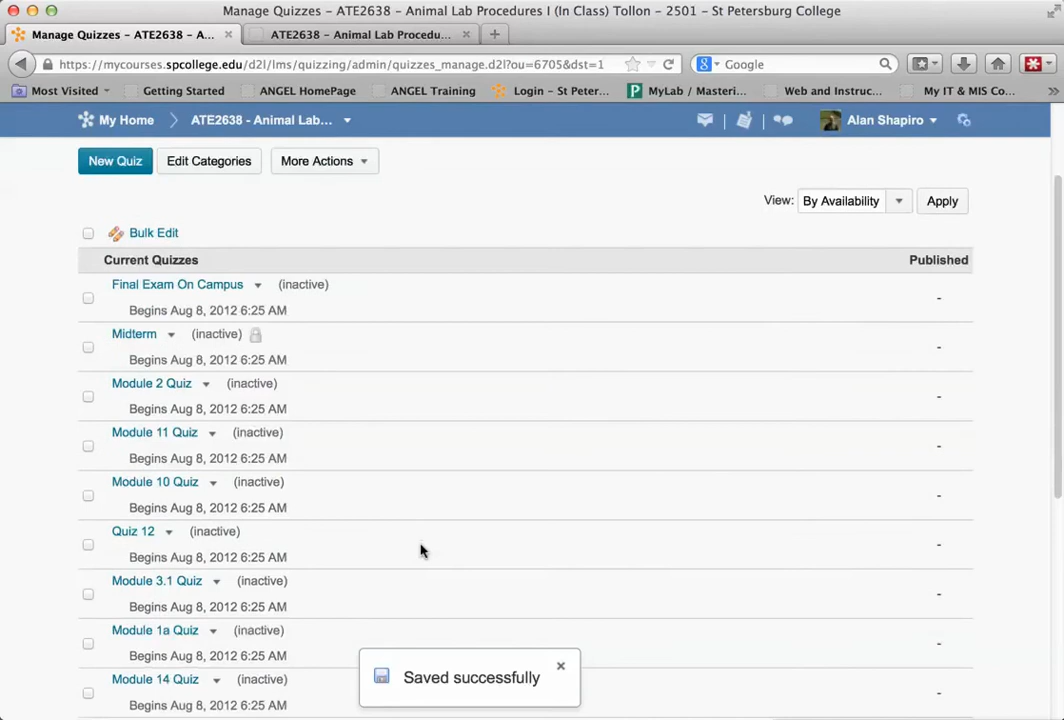 Manage Quizzes - ATE2638 - Animal Lab Procedures I (In Class) Tollon - 2501 - St Petersburg College
Manage Quizzes - ATE2638 - A... ATE2638 - Animal Lab Procedu...
https://mycourses.spcollege.edu/d2l/lms/quizzing/admin/quizzes_manage.d2l?ou=6705&dst=1 Google
Most Visited Getting Started ANGEL HomePage ANGEL Training Login - St Peter... MyLab / Masteri... Web and Instruc... My IT & MIS Co...
My Home ATE2638 - Animal Lab... Alan Shapiro
New Quiz Edit Categories More Actions
View: By Availability Apply
Bulk Edit
Current Quizzes Published
Final Exam On Campus (inactive)
-
Begins Aug 8, 2012 6:25 AM
Midterm (inactive)
-
Begins Aug 8, 2012 6:25 AM
Module 2 Quiz (inactive)
-
Begins Aug 8, 2012 6:25 AM
Module 11 Quiz (inactive)
-
Begins Aug 8, 2012 6:25 AM
Module 10 Quiz (inactive)
-
Begins Aug 8, 2012 6:25 AM
Quiz 12 (inactive)
-
Begins Aug 8, 2012 6:25 AM
Module 3.1 Quiz (inactive)
-
Begins Aug 8, 2012 6:25 AM
Module 1a Quiz (inactive)
-
Begins Aug 8, 2012 6:25 AM
Saved successfully
Module 14 Quiz (inactive)
-
Begins Aug 8, 2012 6:25 AM